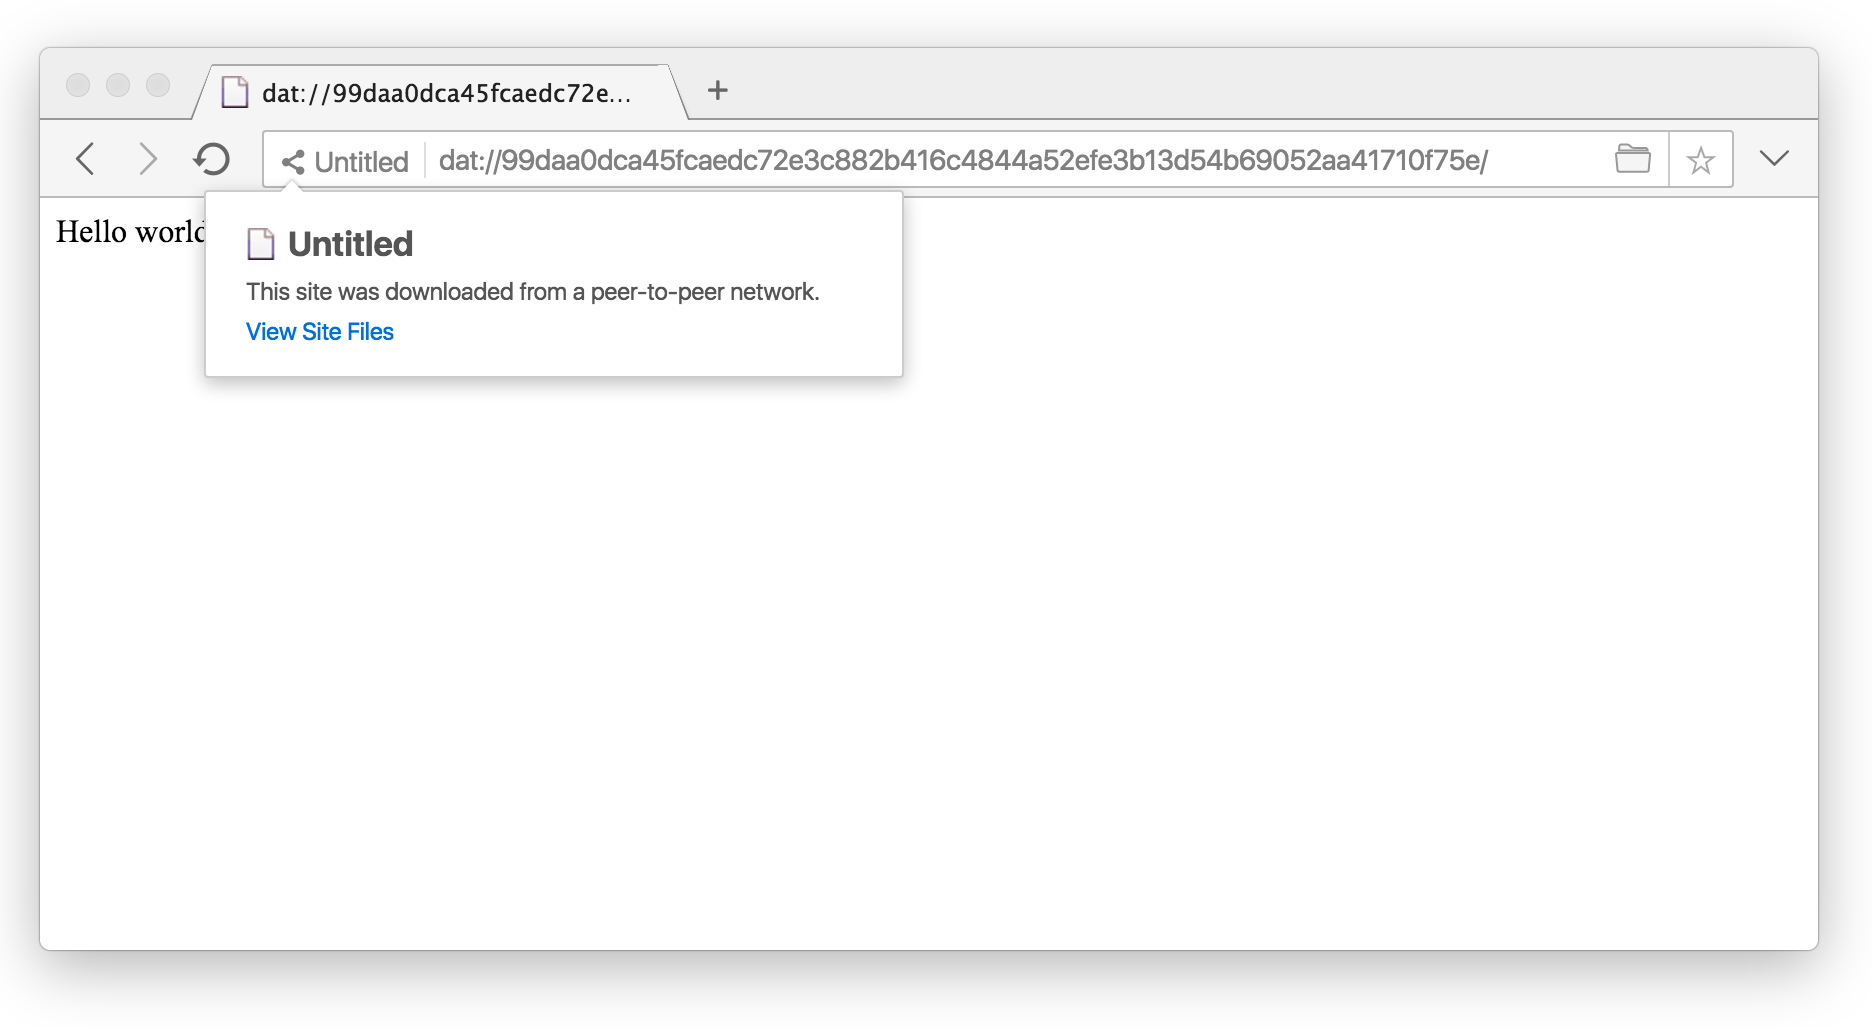 dat://99daa0dca45fcaedc72e...
Untitled dat://99daa0dca45fcaedc72e3c882b416c4844a52efe3b13d54b69052aa41710f75e/
Hello world
Untitled
This site was downloaded from a peer-to-peer network.
View Site Files